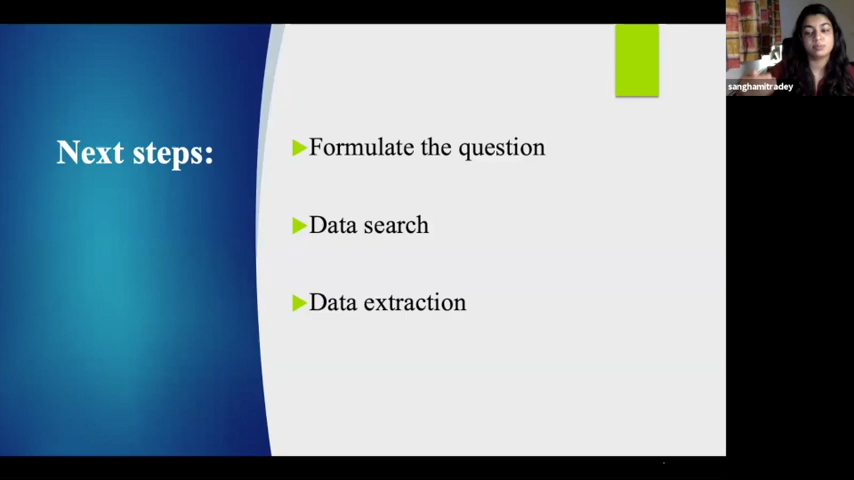 Next steps:
Formulate the question
Data search
Data extraction
sanghamitradey